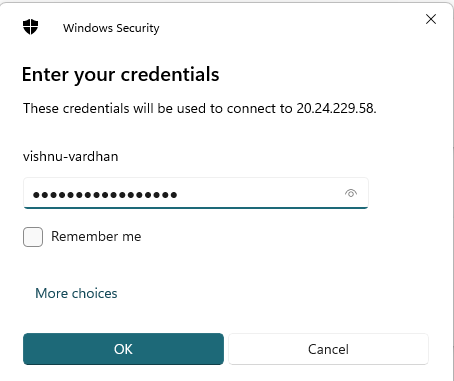 Windows Security
Enter your credentials
These credentials will be used to connect to 20.24.229.58.
vishnu-vardhan
●●●●●●●●●●●●●●●●●
Remember me
More choices
OK
Cancel